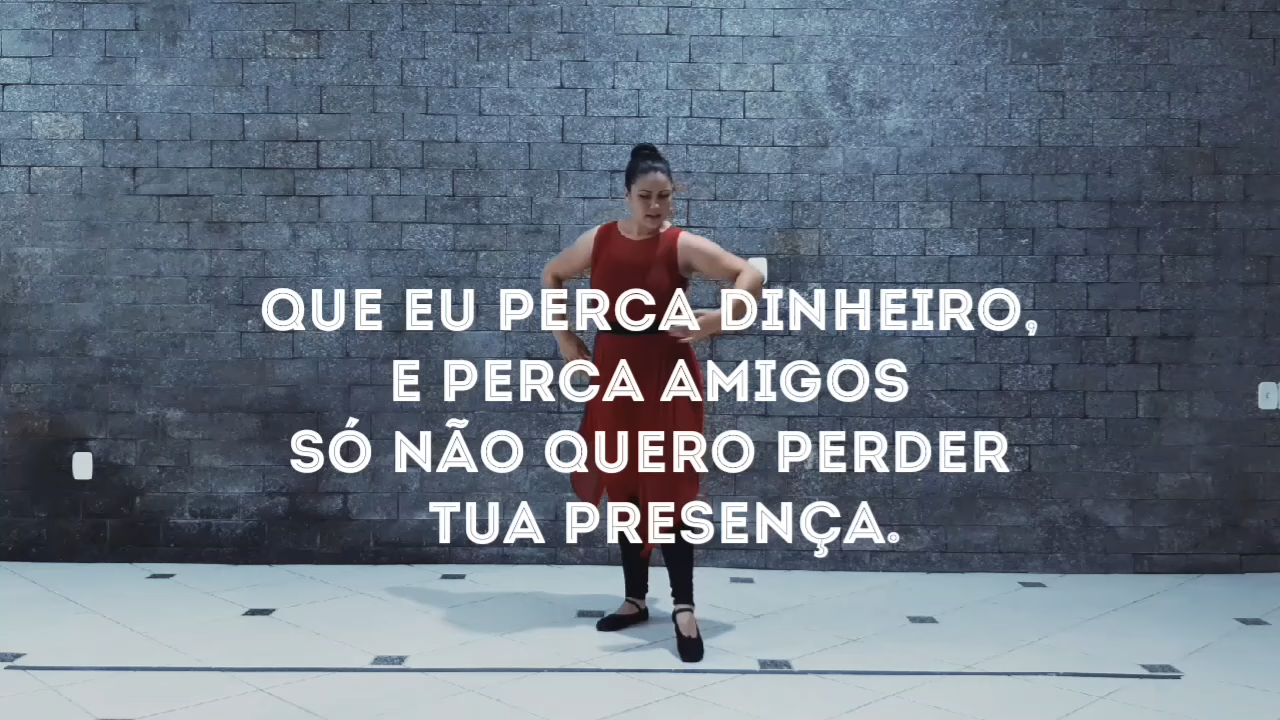 QUE EU PERCA DINHEIRO,
E PERCA AMIGOS
SÓ NÃO QUERO PERDER
TUA PRESENÇA.